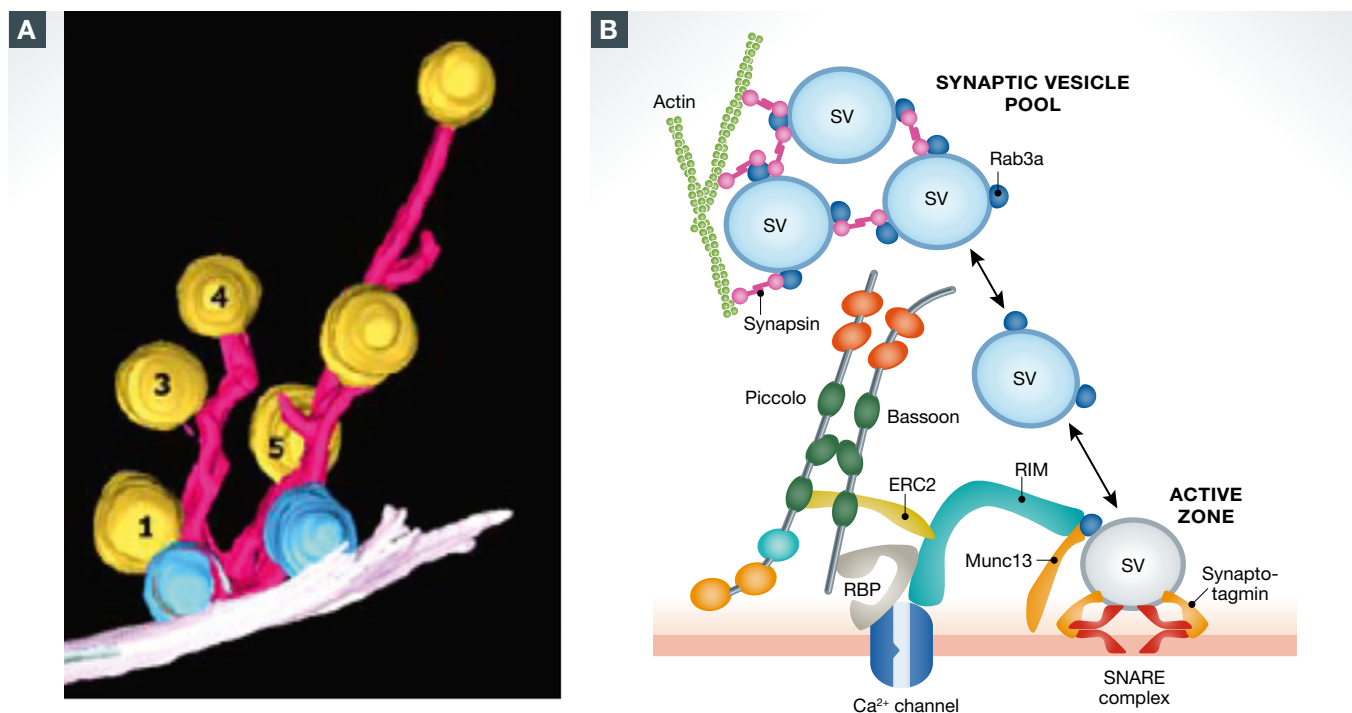 A
4
3
5
1
B
SYNAPTIC VESICLE
POOL
Actin
SV
Rab3a
SV
SV
Synapsin
SV
Piccolo
Bassoon
ERC2
RIM
ACTIVE
ZONE
Munc13
SV
Synapto-
tagmin
RBP
SNARE
complex
Ca²⁺ channel